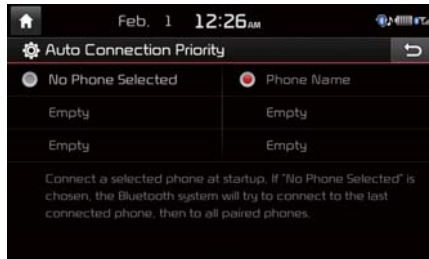 Feb. 1 12:26 AM
Auto Connection Priority
No Phone Selected Phone Name
Empty Empty
Empty Empty
Connect a selected phone at startup. If "No Phone Selected" is
chosen, the Bluetooth system will try to connect to the last
connected phone, then to all paired phones.